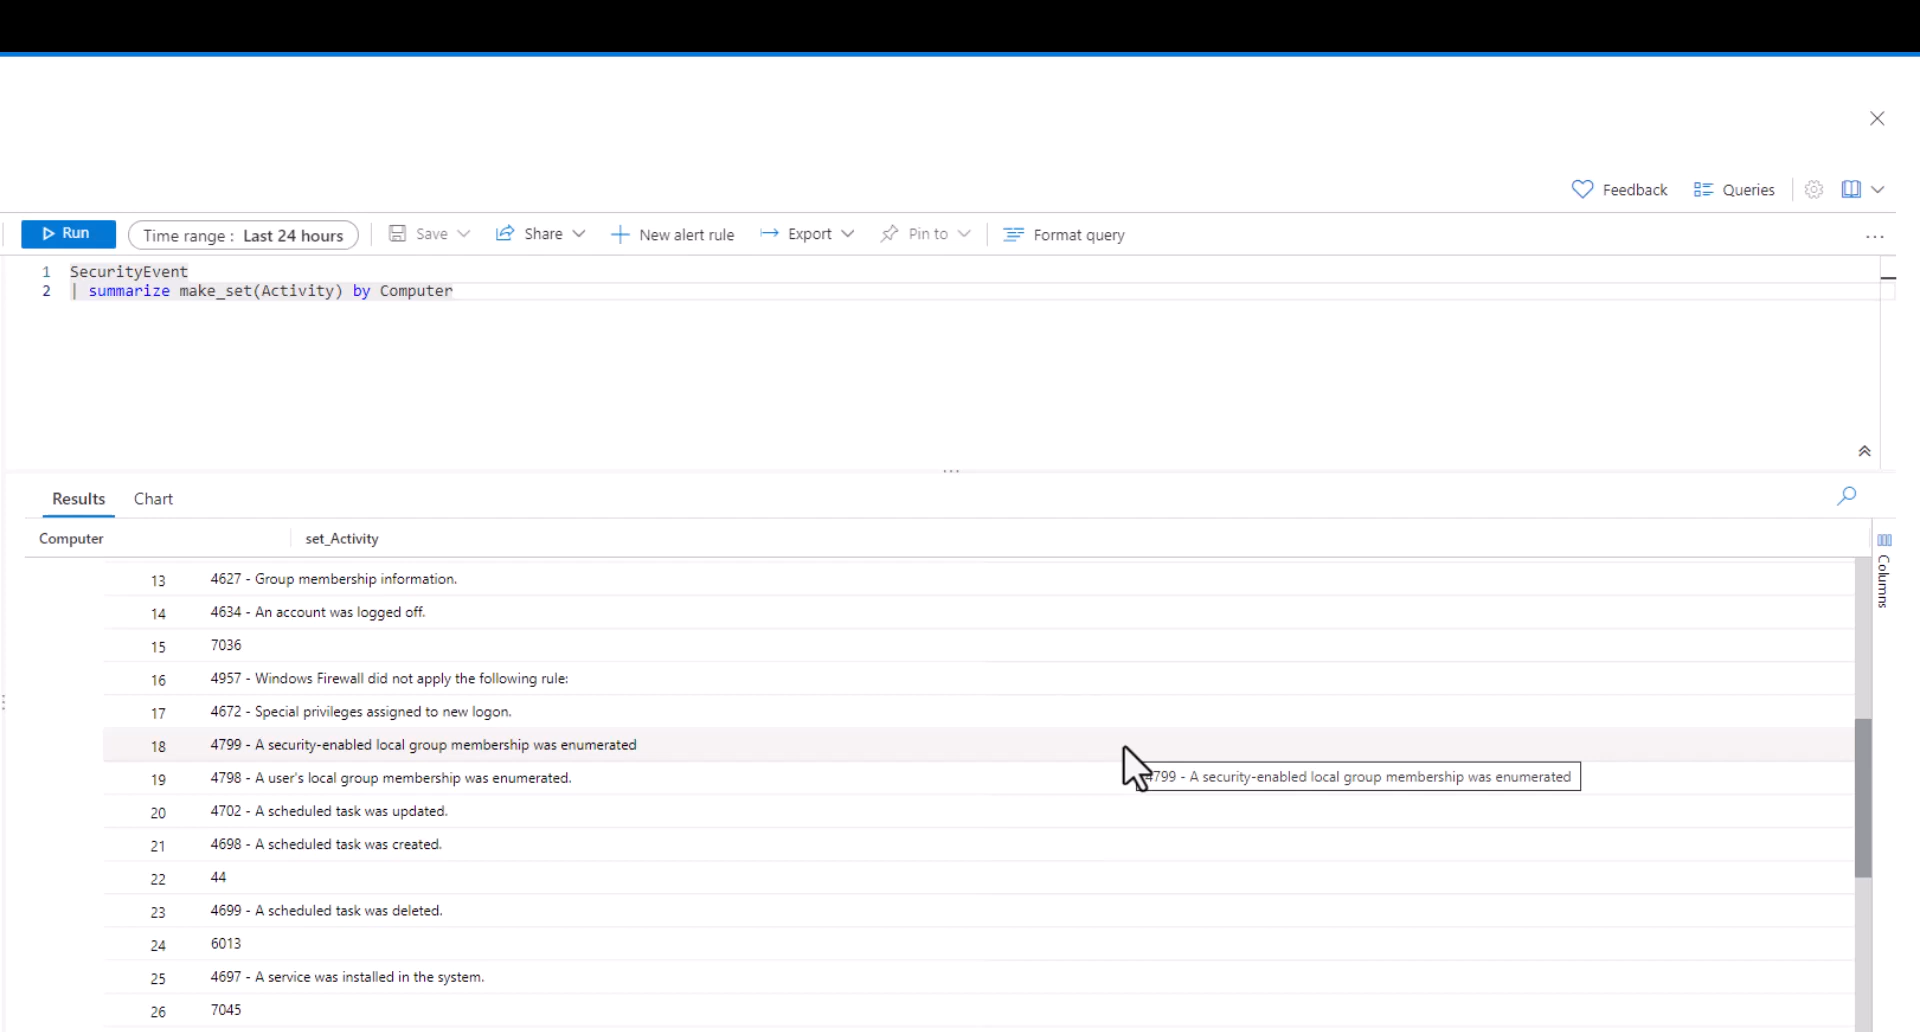 Feedback Queries
Run Time range : Last 24 hours Save Share New alert rule Export Pin to Format query ...
1 SecurityEvent
2 | summarize make_set(Activity) by Computer
Results Chart
Computer set_Activity
Columns
13 4627 - Group membership information.
14 4634 - An account was logged off.
15 7036
16 4957 - Windows Firewall did not apply the following rule:
17 4672 - Special privileges assigned to new logon.
18 4799 - A security-enabled local group membership was enumerated
19 4798 - A user's local group membership was enumerated.
4799 - A security-enabled local group membership was enumerated
20 4702 - A scheduled task was updated.
21 4698 - A scheduled task was created.
22 44
23 4699 - A scheduled task was deleted.
24 6013
25 4697 - A service was installed in the system.
26 7045